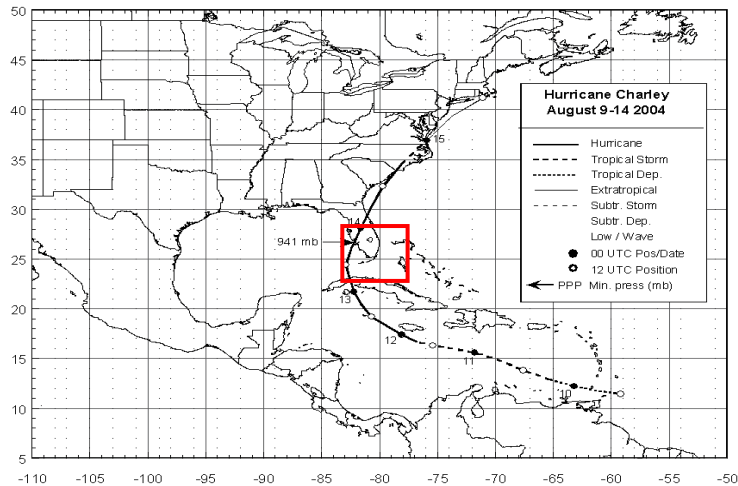 50
45
40
35
30
25
20
15
10
5
-110
-105
-100
-95
-90
-85
-80
-75
-70
-65
-60
-55
-50
Hurricane Charley
August 9-14 2004
Hurricane
Tropical Storm
Tropical Dep.
Extratropical
Subtr. Storm
Subtr. Dep.
Low / Wave
00 UTC Pos/Date
12 UTC Position
PPP Min. press (mb)
15
14
941 mb
13
12
11
10